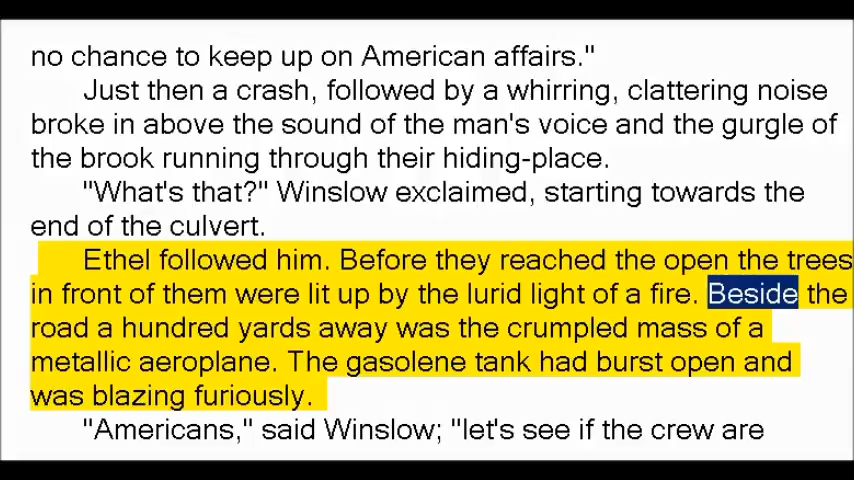 no chance to keep up on American affairs."
Just then a crash, followed by a whirring, clattering noise
broke in above the sound of the man's voice and the gurgle of
the brook running through their hiding-place.
"What's that?" Winslow exclaimed, starting towards the
end of the culvert.
Ethel followed him. Before they reached the open the trees
in front of them were lit up by the lurid light of a fire. Beside the
road a hundred yards away was the crumpled mass of a
metallic aeroplane. The gasolene tank had burst open and
was blazing furiously.
"Americans," said Winslow; "let's see if the crew are